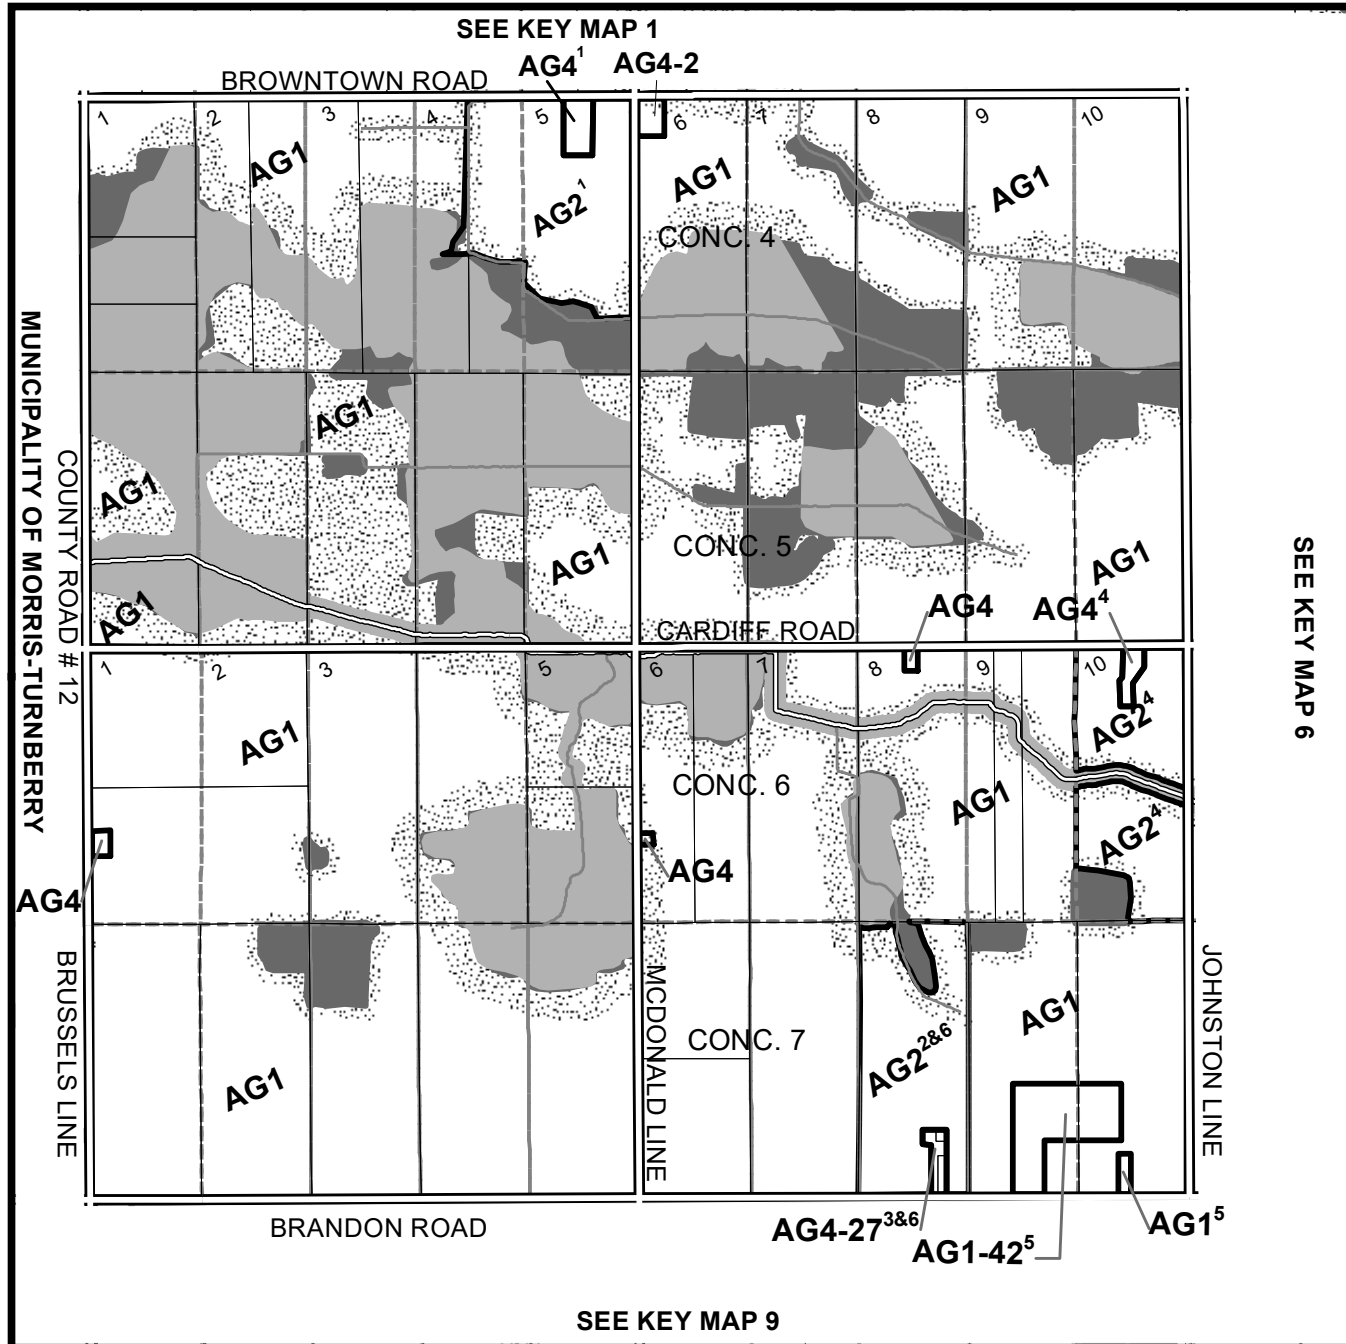 SEE KEY MAP 1
BROWNTOWN ROAD
AG4¹
AG4-2
1
2
3
4
5
6
7
8
9
10
AG1
AG2¹
AG1
AG1
CONC. 4
MUNICIPALITY OF MORRIS-TURNBERRY
COUNTY ROAD # 12
AG1
AG1
AG1
AG1
CONC. 5
AG1
SEE KEY MAP 6
AG4
AG4⁴
CARDIFF ROAD
1
2
3
5
6
7
8
9
10
AG1
AG2⁴
CONC. 6
AG1
AG2⁴
AG4
AG4
BRUSSELS LINE
MCDONALD LINE
JOHNSTON LINE
CONC. 7
AG1
AG2²&⁶
AG1
BRANDON ROAD
AG4-27³&⁶
AG1-42⁵
AG1⁵
SEE KEY MAP 9